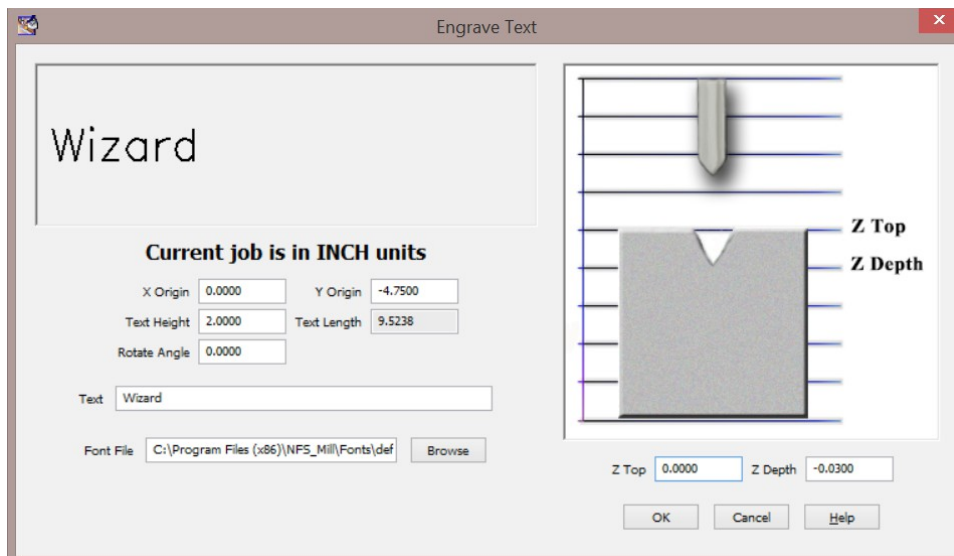 Engrave Text
Wizard
Current job is in INCH units
X Origin 0.0000 Y Origin -4.7500
Text Height 2.0000 Text Length 9.5238
Rotate Angle 0.0000
Text Wizard
Font File C:\Program Files (x86)\NFS_Mill\Fonts\def Browse
Z Top
Z Depth
Z Top 0.0000 Z Depth -0.0300
OK Cancel Help